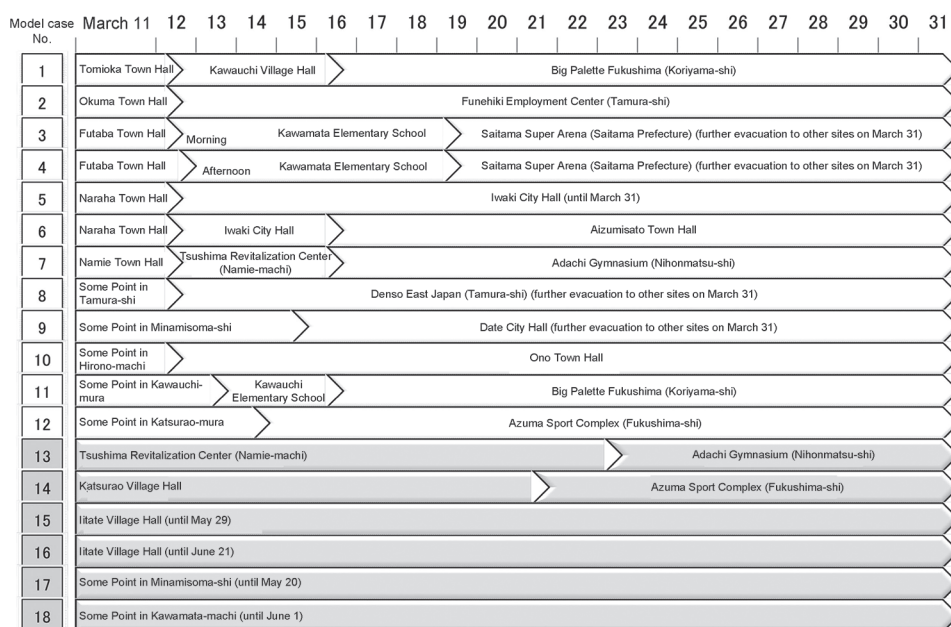 Model case No. March 11 12 13 14 15 16 17 18 19 20 21 22 23 24 25 26 27 28 29 30 31
1 Tomioka Town Hall Kawauchi Village Hall Big Palette Fukushima (Koriyama-shi)
2 Okuma Town Hall Funehiki Employment Center (Tamura-shi)
3 Futaba Town Hall Morning Kawamata Elementary School Saitama Super Arena (Saitama Prefecture) (further evacuation to other sites on March 31)
4 Futaba Town Hall Afternoon Kawamata Elementary School Saitama Super Arena (Saitama Prefecture) (further evacuation to other sites on March 31)
5 Naraha Town Hall Iwaki City Hall (until March 31)
6 Naraha Town Hall Iwaki City Hall Aizumisato Town Hall
7 Namie Town Hall Tsushima Revitalization Center (Namie-machi) Adachi Gymnasium (Nihonmatsu-shi)
8 Some Point in Tamura-shi Denso East Japan (Tamura-shi) (further evacuation to other sites on March 31)
9 Some Point in Minamisoma-shi Date City Hall (further evacuation to other sites on March 31)
10 Some Point in Hirono-machi Ono Town Hall
11 Some Point in Kawauchi-mura Kawauchi Elementary School Big Palette Fukushima (Koriyama-shi)
12 Some Point in Katsurao-mura Azuma Sport Complex (Fukushima-shi)
13 Tsushima Revitalization Center (Namie-machi) Adachi Gymnasium (Nihonmatsu-shi)
14 Katsurao Village Hall Azuma Sport Complex (Fukushima-shi)
15 Iitate Village Hall (until May 29)
16 Iitate Village Hall (until June 21)
17 Some Point in Minamisoma-shi (until May 20)
18 Some Point in Kawamata-machi (until June 1)